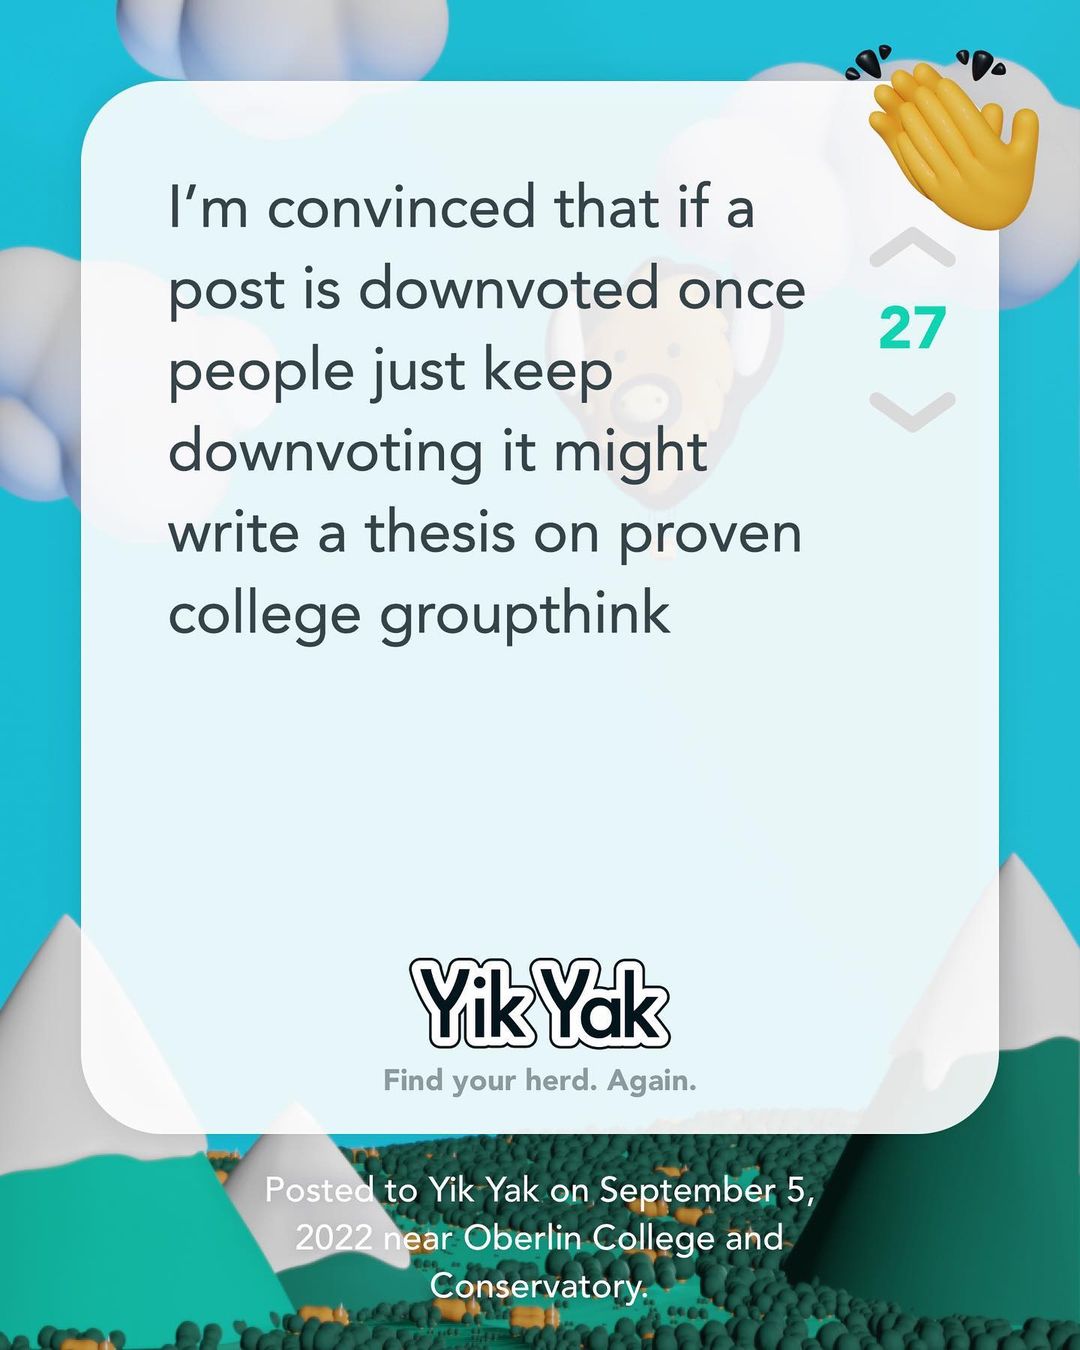 I’m convinced that if a
post is downvoted once
people just keep
downvoting it might
write a thesis on proven
college groupthink
27
Yik Yak
Find your herd. Again.
Posted to Yik Yak on September 5,
2022 near Oberlin College and
Conservatory.